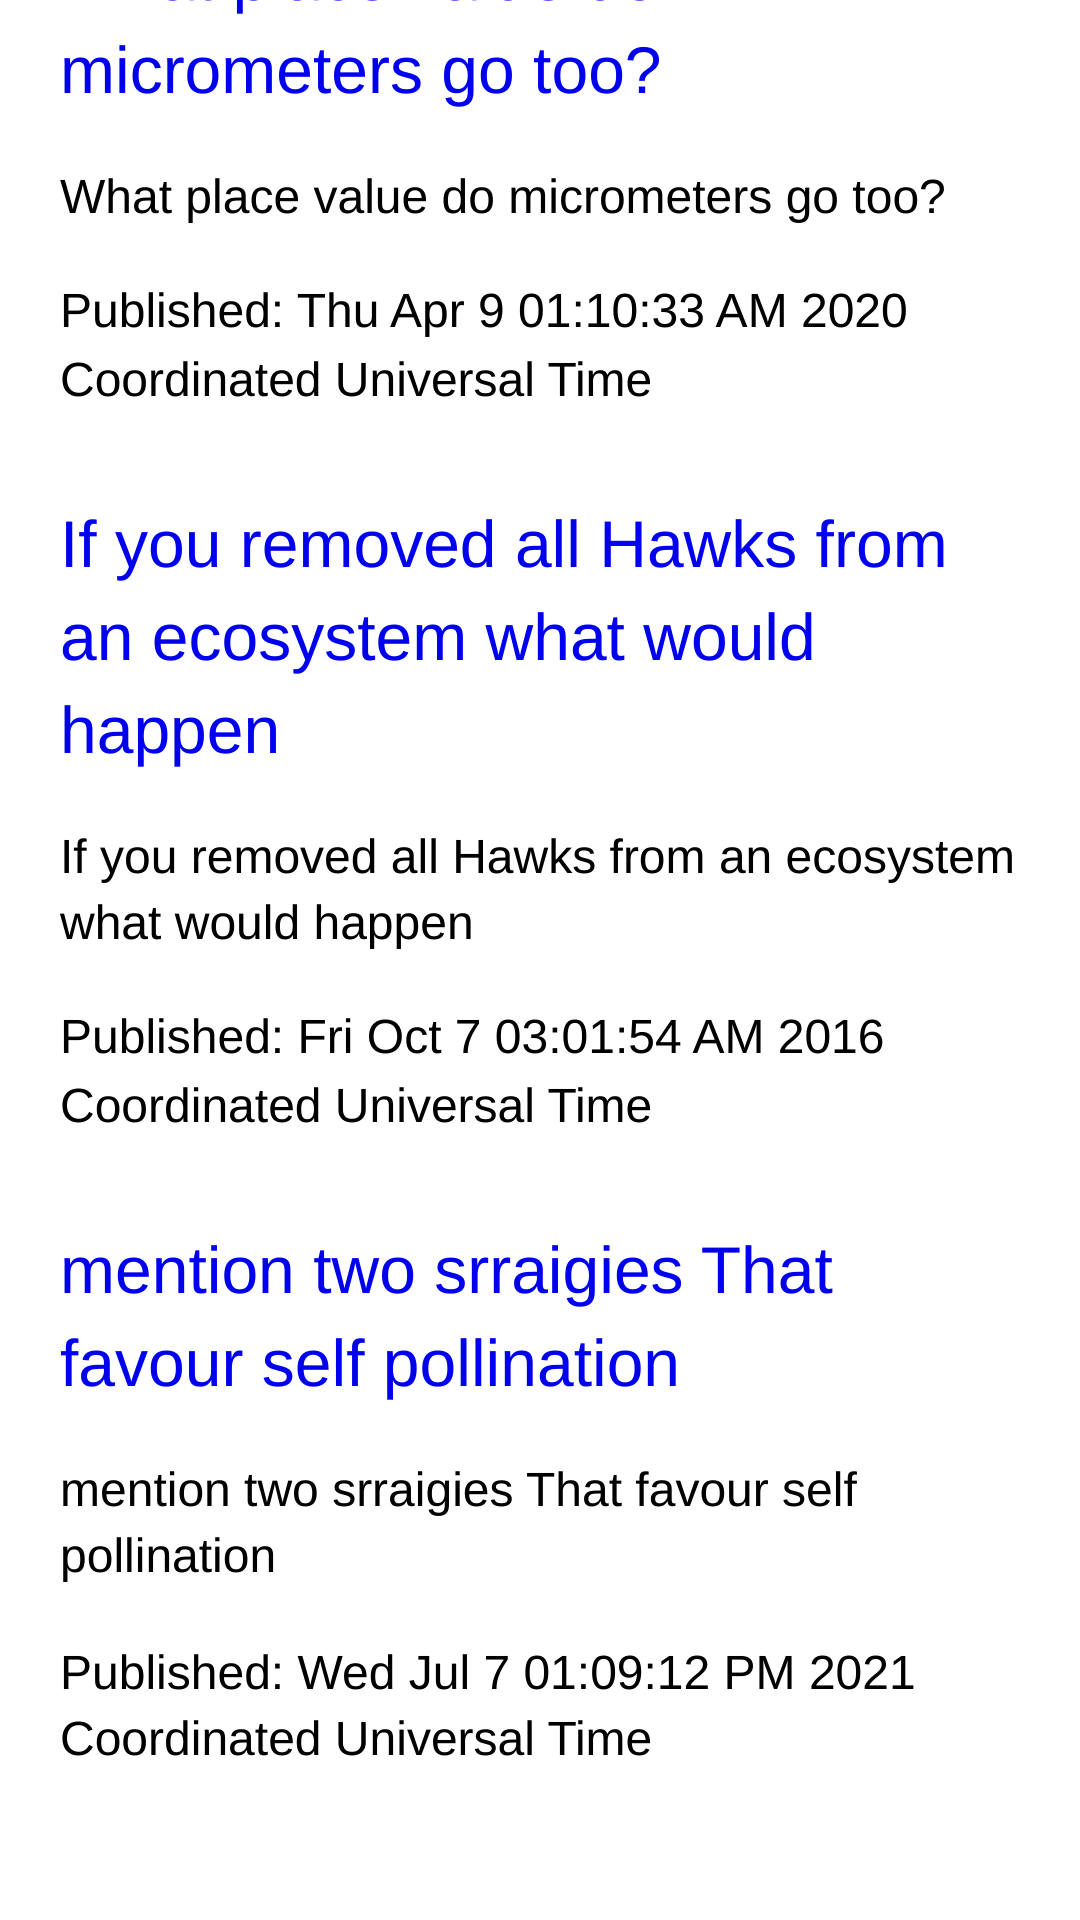 micrometers go too?
What place value do micrometers go too?
Published: Thu Apr 9 01:10:33 AM 2020
Coordinated Universal Time
If you removed all Hawks from
an ecosystem what would
happen
If you removed all Hawks from an ecosystem
what would happen
Published: Fri Oct 7 03:01:54 AM 2016
Coordinated Universal Time
mention two srraigies That
favour self pollination
mention two srraigies That favour self
pollination
Published: Wed Jul 7 01:09:12 PM 2021
Coordinated Universal Time